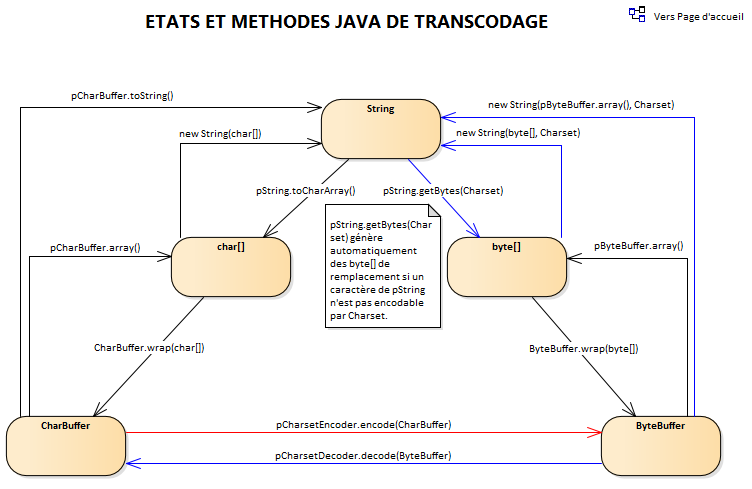 ETATS ET METHODES JAVA DE TRANSCODAGE
Vers Page d'accueil
pCharBuffer.toString()
String
new String(pByteBuffer.array(), Charset)
new String(char[])
new String(byte[], Charset)
pString.toCharArray()
pString.getBytes(Charset)
pString.getBytes(Char
set) génère
automatiquement
des byte[] de
remplacement si un
caractère de pString
n'est pas encodable
par Charset.
pCharBuffer.array()
char[]
byte[]
pByteBuffer.array()
CharBuffer.wrap(char[])
ByteBuffer.wrap(byte[])
CharBuffer
pCharsetEncoder.encode(CharBuffer)
ByteBuffer
pCharsetDecoder.decode(ByteBuffer)